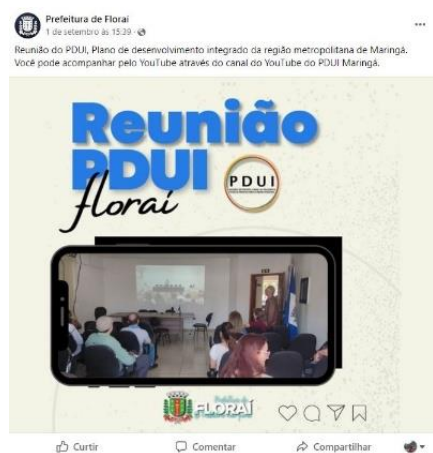 Prefeitura de Floraí
1 de setembro às 15:39
Reunião do PDUI, Plano de desenvolvimento integrado da região metropolitana de Maringá.
Você pode acompanhar pelo YouTube através do canal do YouTube do PDUI Maringá.
Reunião
PDUI
floraí
PDUI
Prefeitura de
FLORAÍ
Curtir
Comentar
Compartilhar